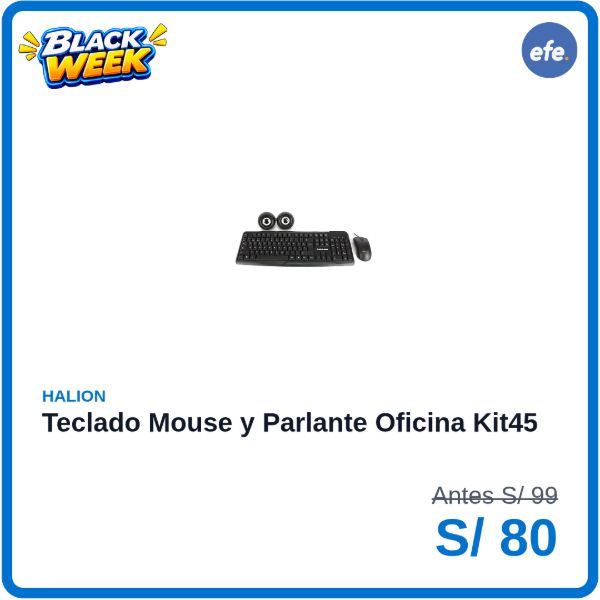 BLACK
WEEK
efe.
HALION
Teclado Mouse y Parlante Oficina Kit45
Antes S/ 99
S/ 80